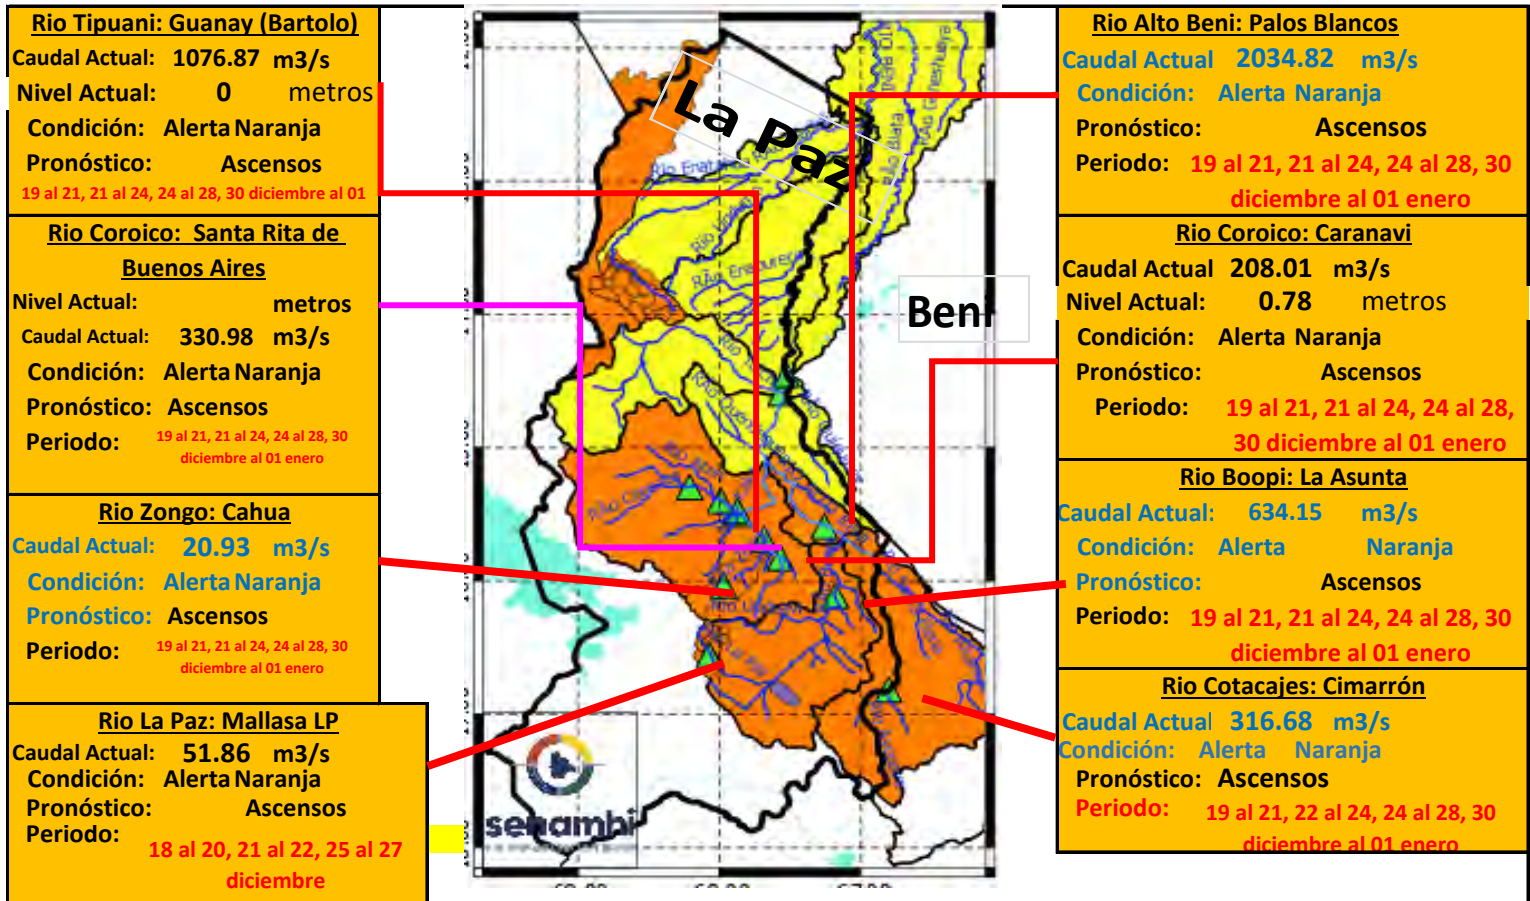 Rio Tipuani: Guanay (Bartolo)
Caudal Actual: 1076.87 m3/s
Nivel Actual: 0 metros
Condición: Alerta Naranja
Pronóstico: Ascensos
19 al 21, 21 al 24, 24 al 28, 30 diciembre al 01
Rio Coroico: Santa Rita de
Buenos Aires
Nivel Actual: metros
Caudal Actual: 330.98 m3/s
Condición: Alerta Naranja
Pronóstico: Ascensos
Periodo: 19 al 21, 21 al 24, 24 al 28, 30
diciembre al 01 enero
Rio Zongo: Cahua
Caudal Actual: 20.93 m3/s
Condición: Alerta Naranja
Pronóstico: Ascensos
Periodo: 19 al 21, 21 al 24, 24 al 28, 30
diciembre al 01 enero
Rio La Paz: Mallasa LP
Caudal Actual: 51.86 m3/s
Condición: Alerta Naranja
Pronóstico: Ascensos
Periodo:
18 al 20, 21 al 22, 25 al 27
diciembre
La Paz
Beni
senamhi
Rio Alto Beni: Palos Blancos
Caudal Actual 2034.82 m3/s
Condición: Alerta Naranja
Pronóstico: Ascensos
Periodo: 19 al 21, 21 al 24, 24 al 28, 30
diciembre al 01 enero
Rio Coroico: Caranavi
Caudal Actual 208.01 m3/s
Nivel Actual: 0.78 metros
Condición: Alerta Naranja
Pronóstico: Ascensos
Periodo: 19 al 21, 21 al 24, 24 al 28,
30 diciembre al 01 enero
Rio Boopi: La Asunta
Caudal Actual: 634.15 m3/s
Condición: Alerta Naranja
Pronóstico: Ascensos
Periodo: 19 al 21, 21 al 24, 24 al 28, 30
diciembre al 01 enero
Rio Cotacajes: Cimarrón
Caudal Actual 316.68 m3/s
Condición: Alerta Naranja
Pronóstico: Ascensos
Periodo: 19 al 21, 22 al 24, 24 al 28, 30
diciembre al 01 enero